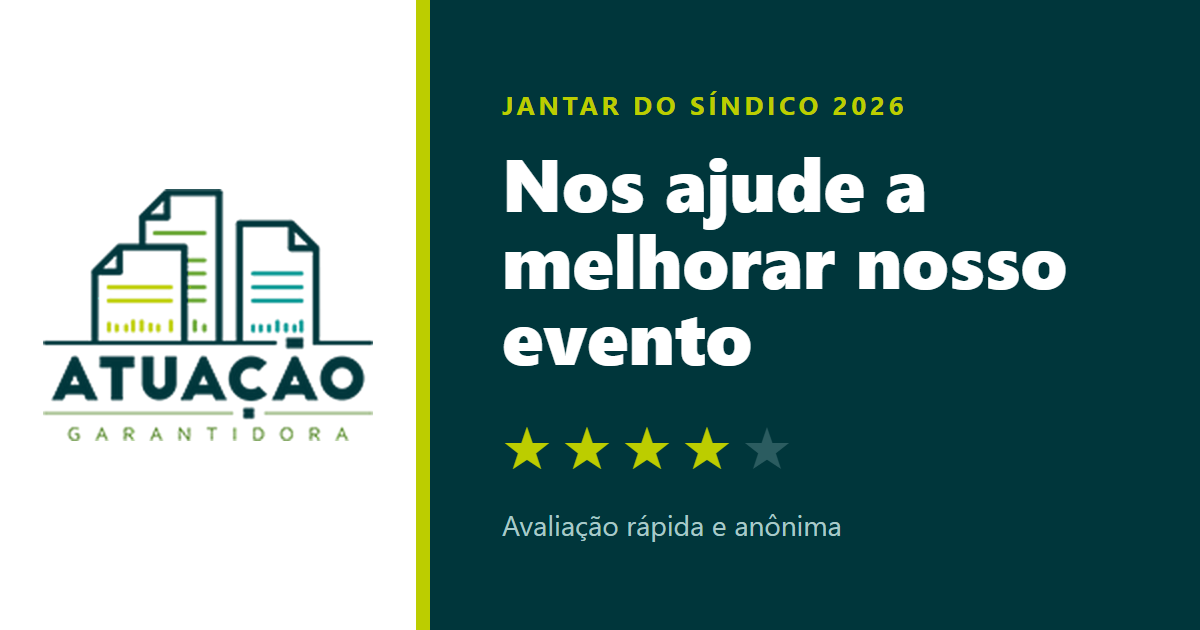 ATUAÇÃO
GARANTIDORA
JANTAR DO SÍNDICO 2026
Nos ajude a
melhorar nosso
evento
Avaliação rápida e anônima